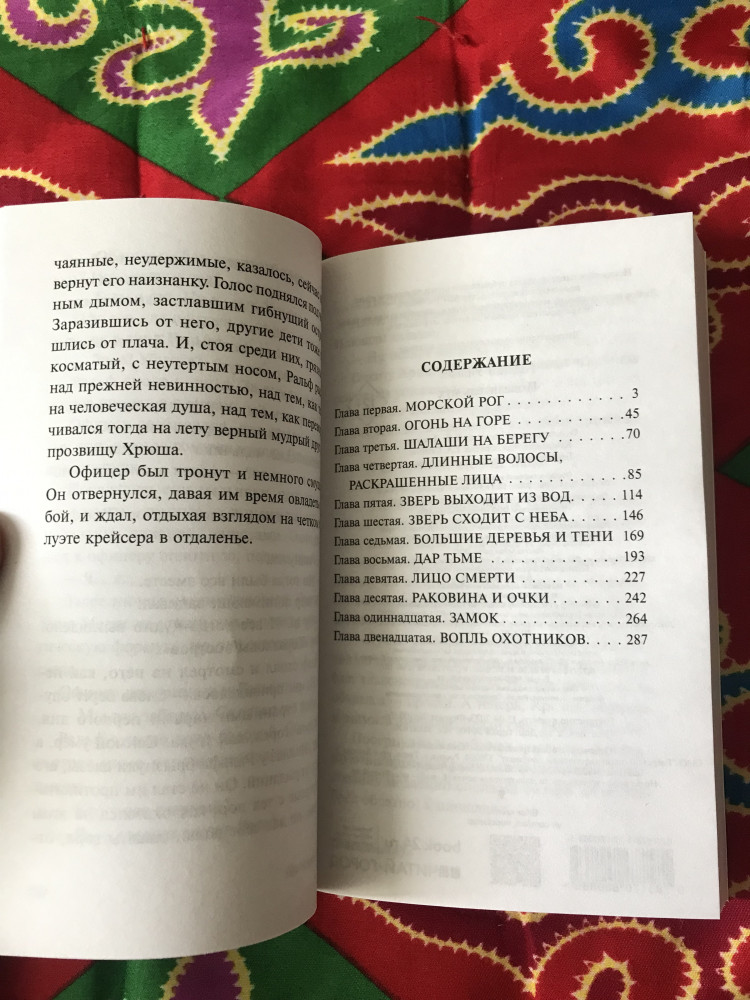 чаянные, неудержимые, казалось, сейчас
вернут его наизнанку. Голос поднялся под
ным дымом, застлавшим гибнущий
Заразившись от него, другие дети тоже
шлись от плача. И, стоя среди них,
косматый, с неутертым носом, Ральф
над прежней невинностью, над тем, как
на человеческая душа, над тем, как
чивался тогда на лету верный мудрый
прозвищу Хрюша.
Офицер был тронут и немного
Он отвернулся, давая им время
бой, и ждал, отдыхая взглядом на четком
луэте крейсера в отдаленье.
СОДЕРЖАНИЕ
Глава первая. МОРСКОЙ РОГ . . . . . . . . . . . . 3
Глава вторая. ОГОНЬ НА ГОРЕ . . . . . . . . . . . 45
Глава третья. ШАЛАШИ НА БЕРЕГУ . . . . . . . 70
Глава четвертая. ДЛИННЫЕ ВОЛОСЫ,
РАСКРАШЕННЫЕ ЛИЦА . . . . . . . . . . . . 85
Глава пятая. ЗВЕРЬ ВЫХОДИТ ИЗ ВОД. . . . . 114
Глава шестая. ЗВЕРЬ СХОДИТ С НЕБА . . . . . 146
Глава седьмая. БОЛЬШИЕ ДЕРЕВЬЯ И ТЕНИ 169
Глава восьмая. ДАР ТЬМЕ . . . . . . . . . . . . . 193
Глава девятая. ЛИЦО СМЕРТИ . . . . . . . . . . 227
Глава десятая. РАКОВИНА И ОЧКИ . . . . . . . 242
Глава одиннадцатая. ЗАМОК . . . . . . . . . . . 264
Глава двенадцатая. ВОПЛЬ ОХОТНИКОВ. . . . 287